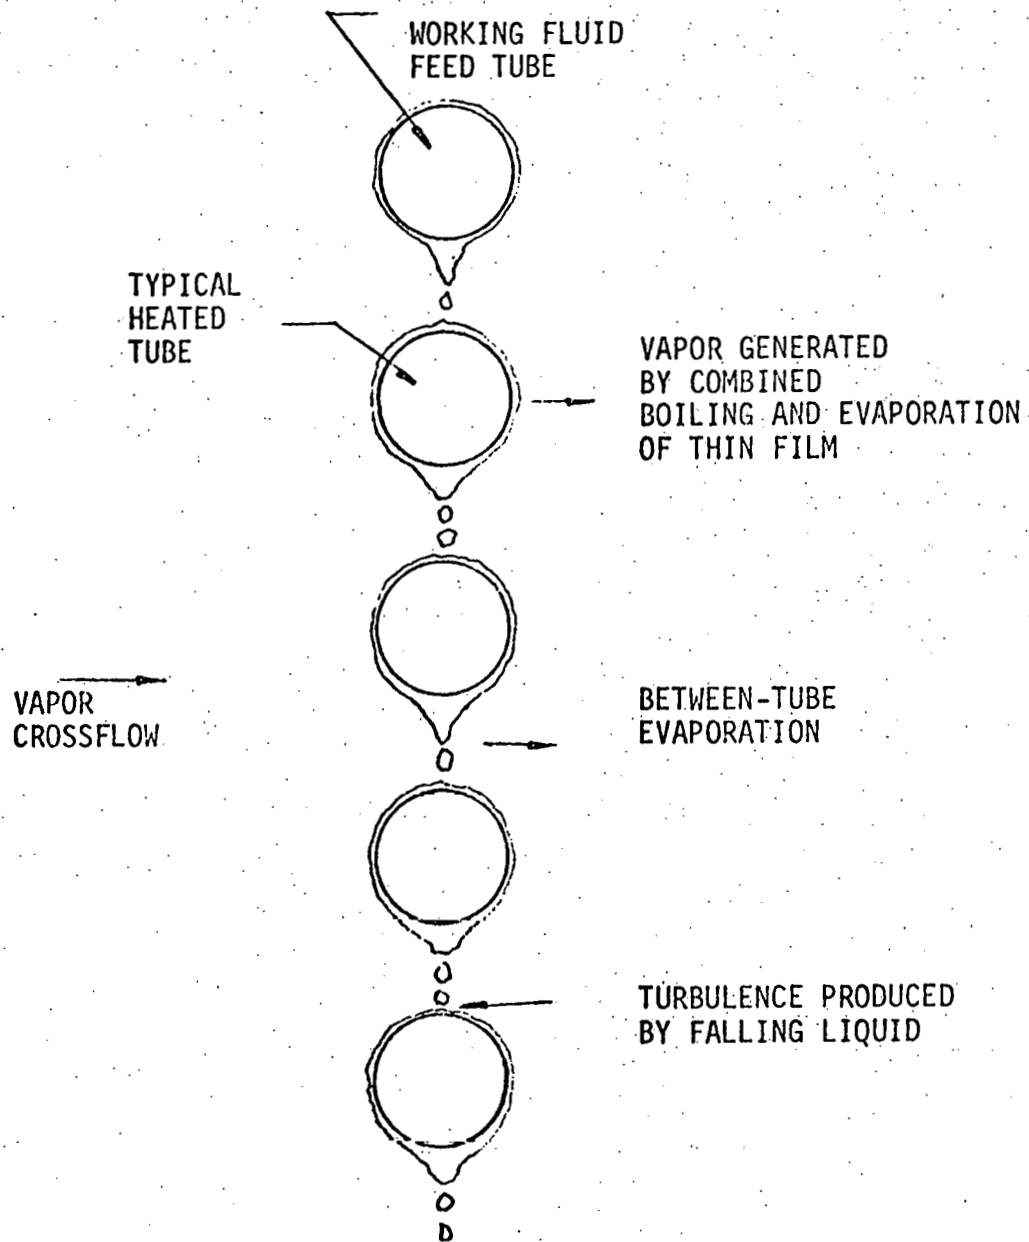 WORKING FLUID
FEED TUBE
TYPICAL
HEATED
TUBE
VAPOR GENERATED
BY COMBINED
BOILING AND EVAPORATION
OF THIN FILM
VAPOR
CROSSFLOW
BETWEEN-TUBE
EVAPORATION
TURBULENCE PRODUCED
BY FALLING LIQUID